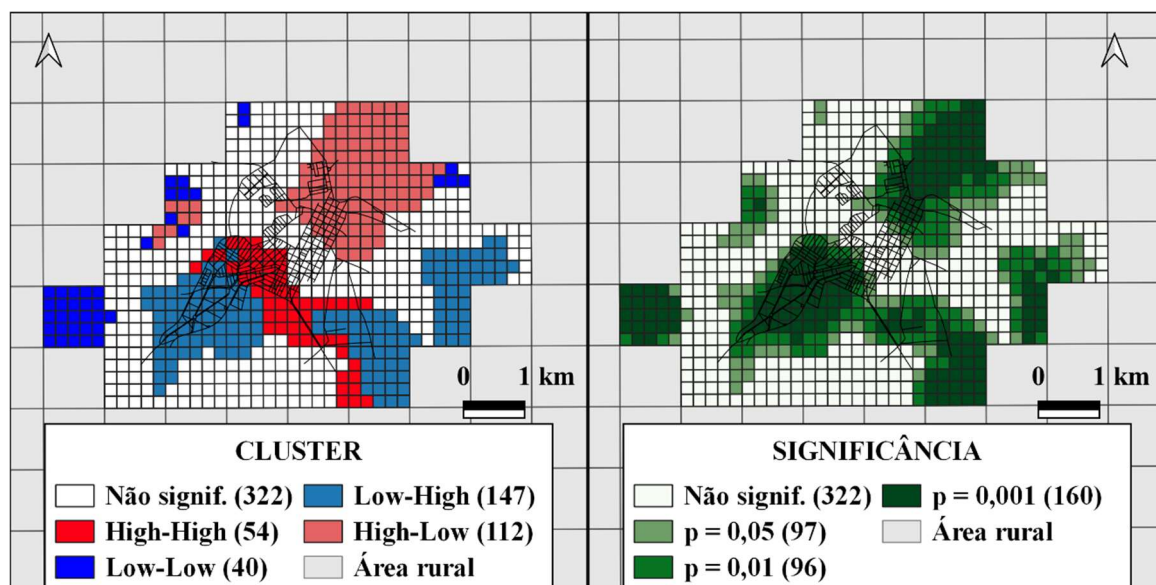 0 1 km
CLUSTER
Não signif. (322) Low-High (147)
High-High (54) High-Low (112)
Low-Low (40) Área rural
0 1 km
SIGNIFICÂNCIA
Não signif. (322) p = 0,001 (160)
p = 0,05 (97) Área rural
p = 0,01 (96)